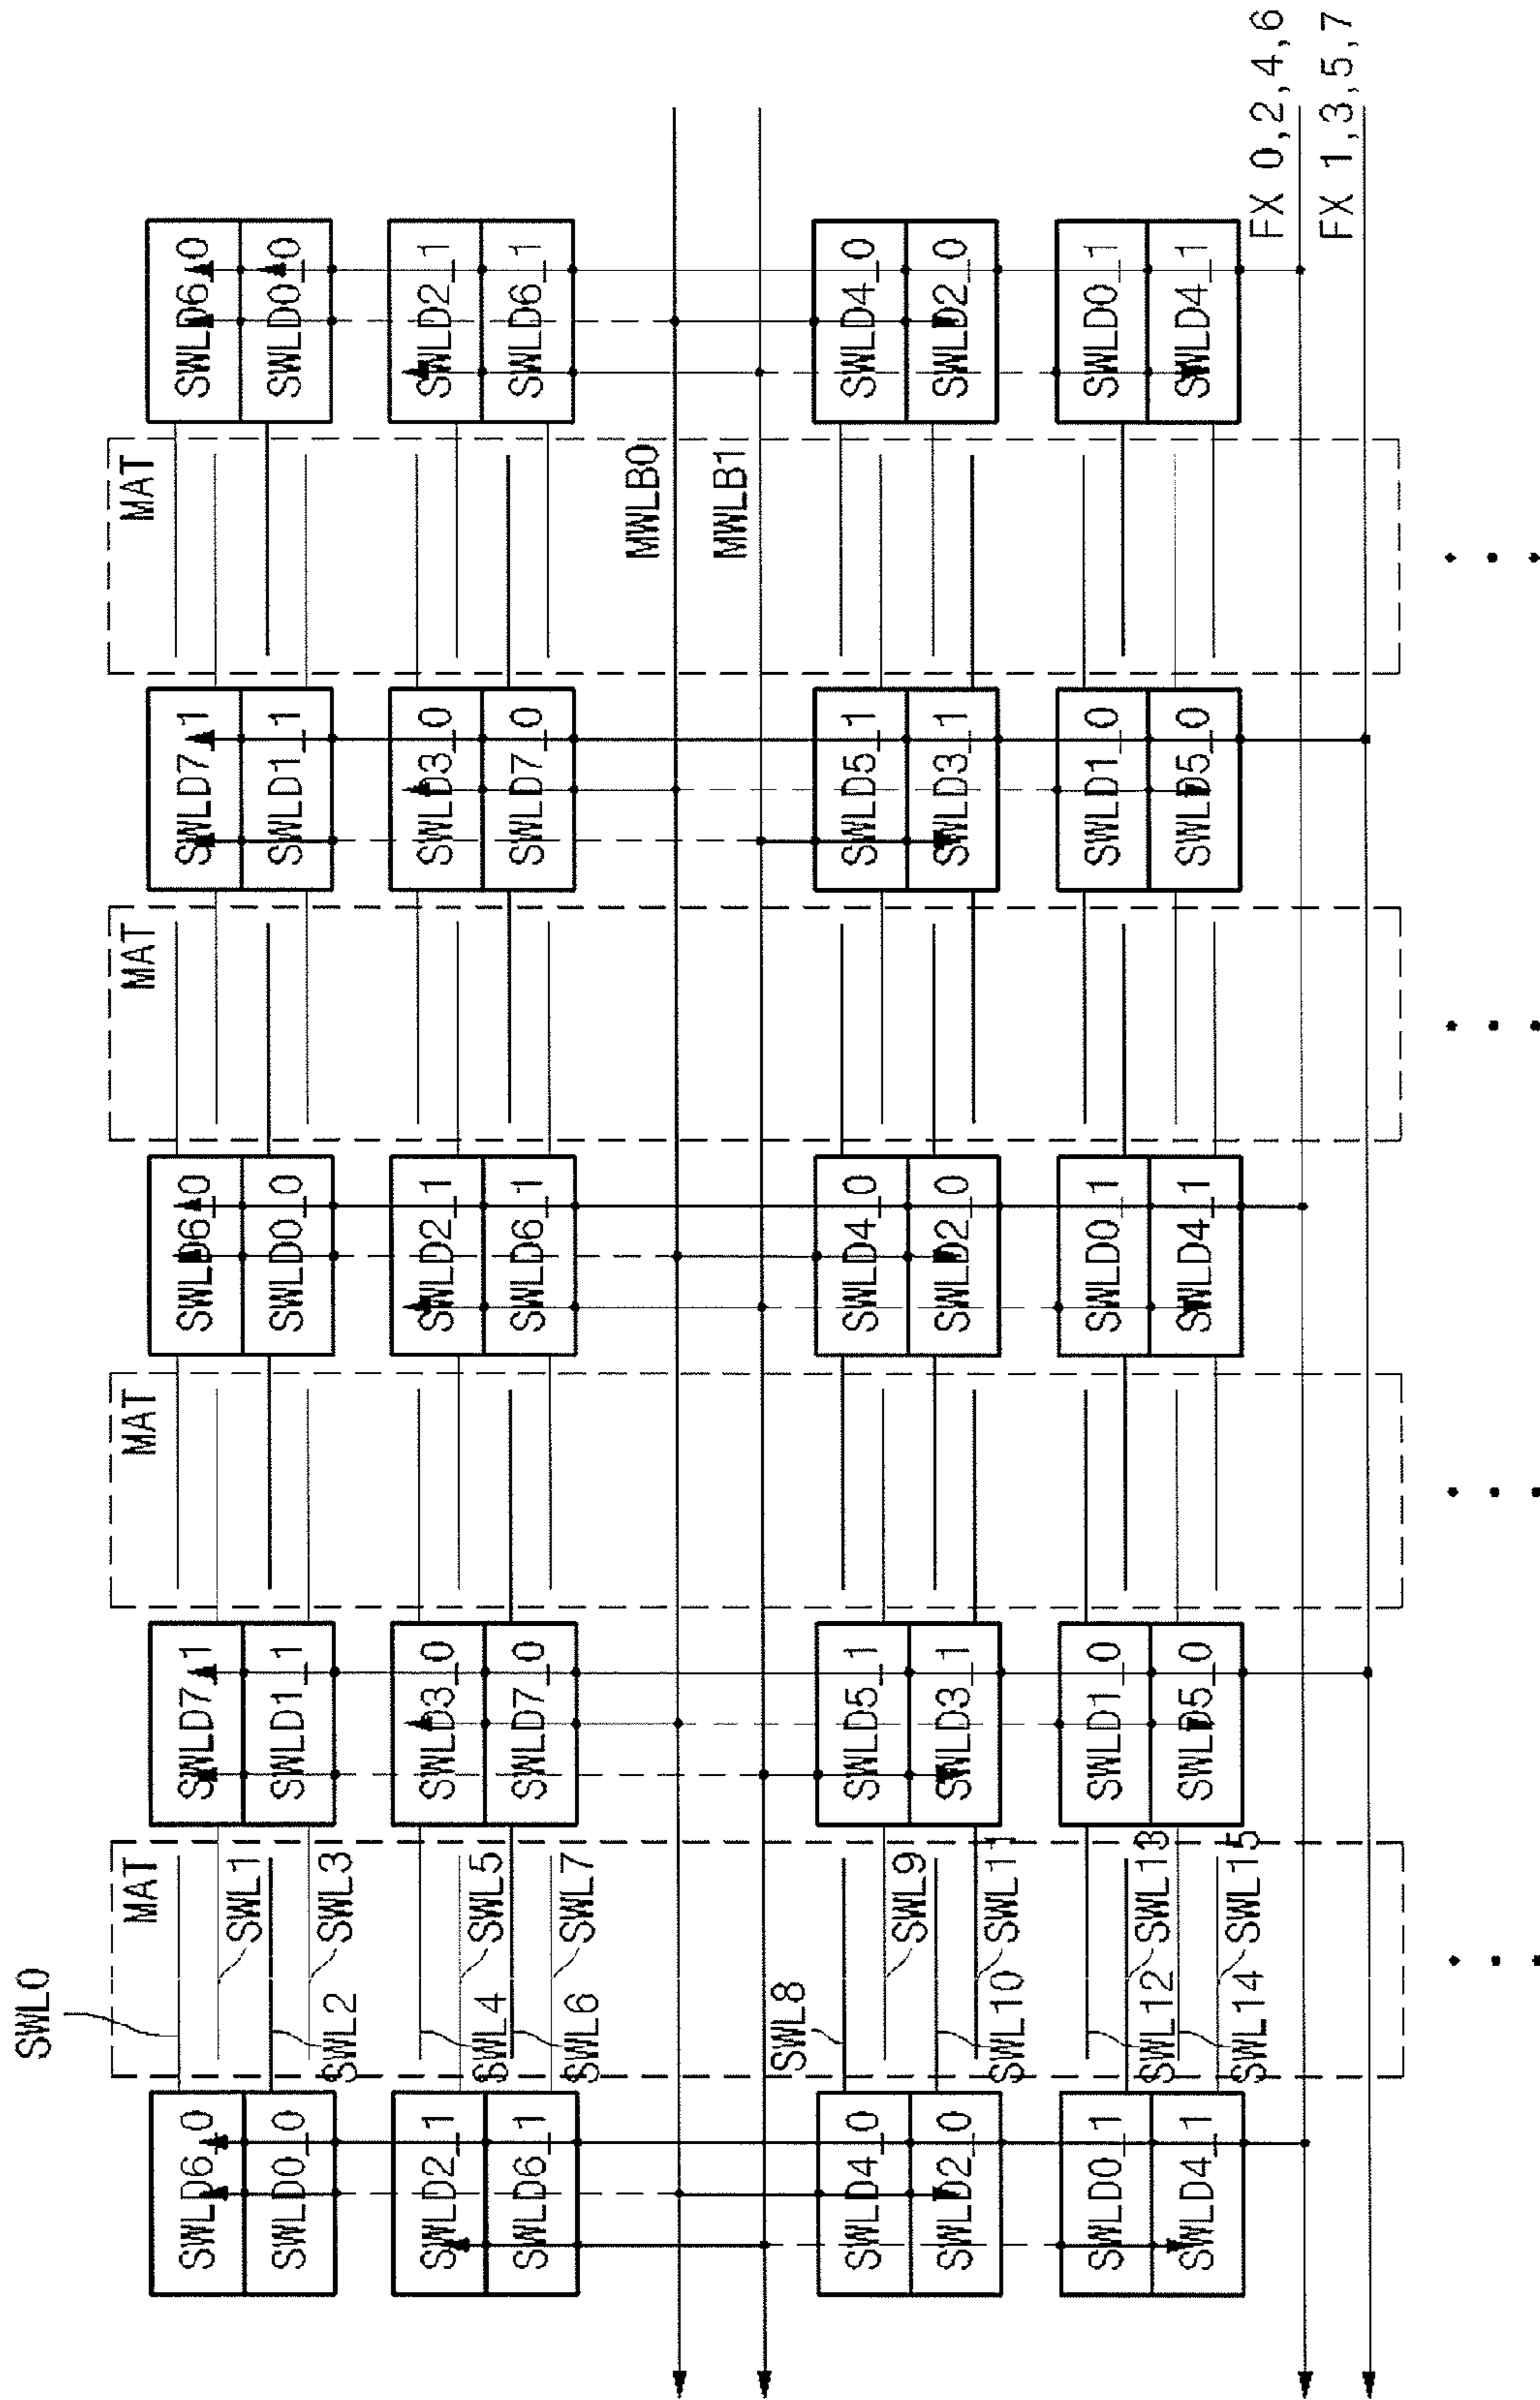 SWL0
MAT MAT MAT MAT
SWLD6_0 SWLD7_1 SWLD6_0 SWLD7_1 SWLD6_0
SWL1
SWLD0_0 SWLD1_1 SWLD0_0 SWLD1_1 SWLD0_0
SWL2 SWL3
SWLD2_1 SWLD3_0 SWLD2_1 SWLD3_0 SWLD2_1
SWL4 SWL5
SWLD6_1 SWLD7_0 SWLD6_1 SWLD7_0 SWLD6_1
SWL6 SWL7
MWLB0
MWLB1
SWL8
SWLD4_0 SWLD5_1 SWLD4_0 SWLD5_1 SWLD4_0
SWL9
SWLD2_0 SWLD3_1 SWLD2_0 SWLD3_1 SWLD2_0
SWL10 SWL11
SWLD0_1 SWLD1_0 SWLD0_1 SWLD1_0 SWLD0_1
SWL12 SWL13
SWLD4_1 SWLD5_0 SWLD4_1 SWLD5_0 SWLD4_1
SWL14 SWL15
FX 0,2,4,6
FX 1,3,5,7